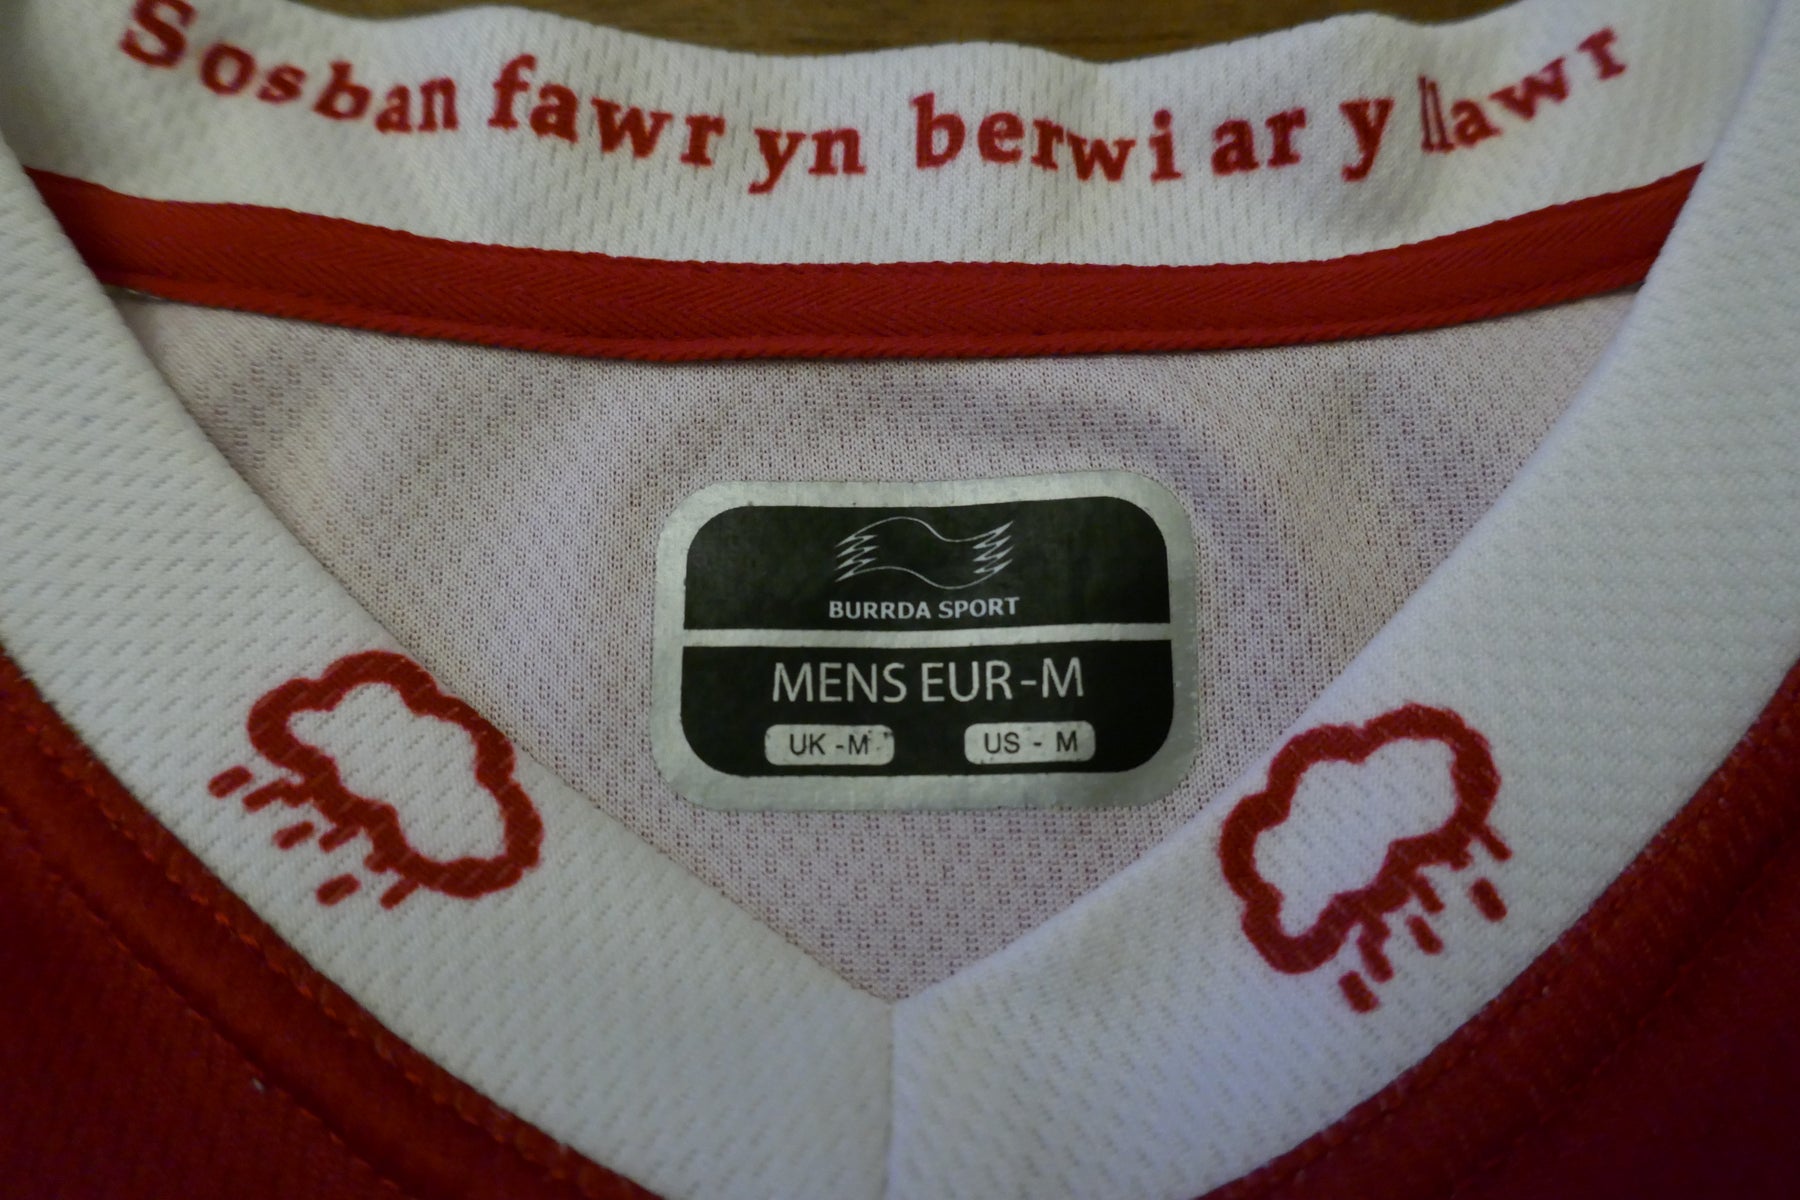 Sosban fawr yn berwi ar y llawr
BURRDA SPORT
MENS EUR-M
UK -M
US - M